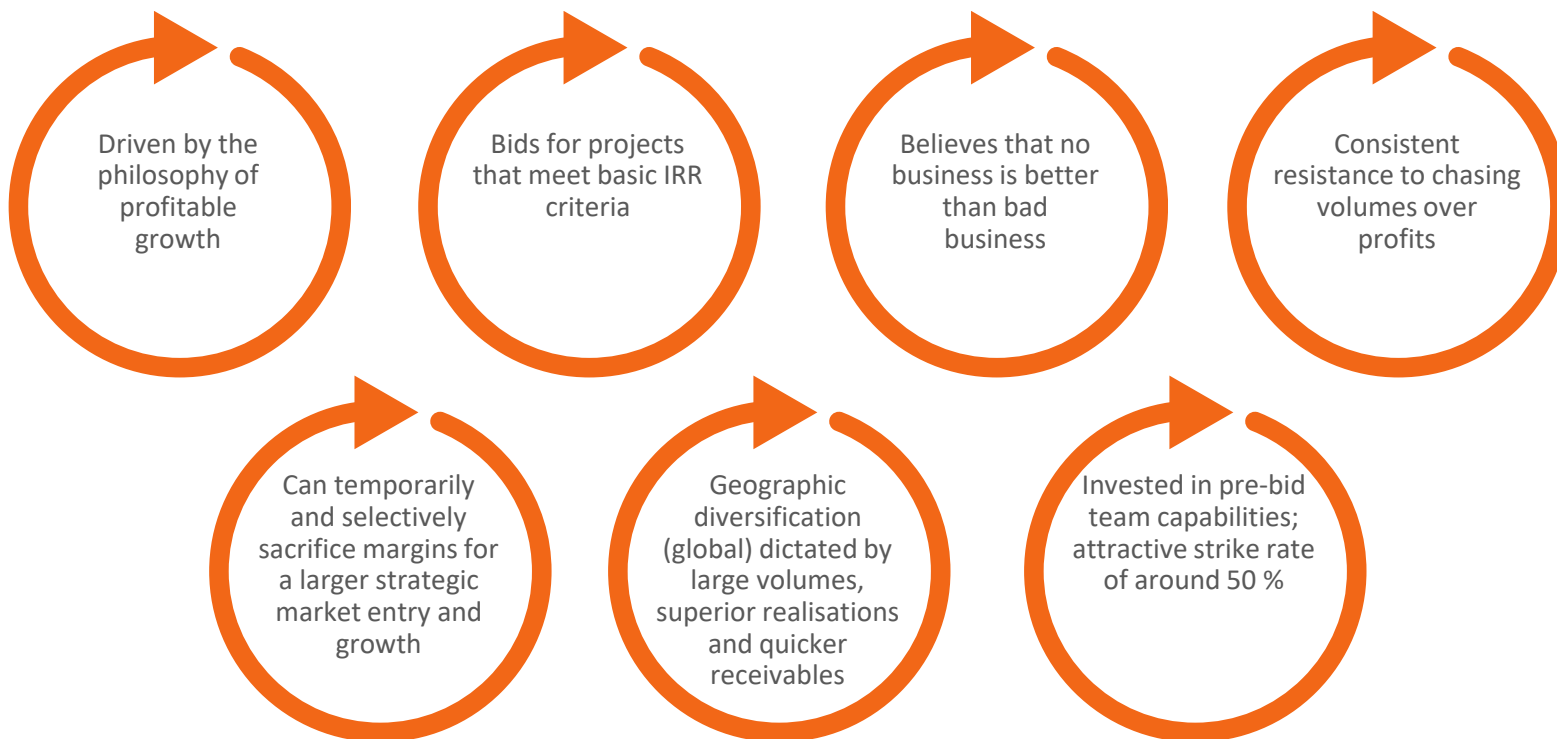 Driven by the
philosophy of
profitable
growth
Bids for projects
that meet basic IRR
criteria
Believes that no
business is better
than bad
business
Consistent
resistance to chasing
volumes over
profits
Can temporarily
and selectively
sacrifice margins for
a larger strategic
market entry and
growth
Geographic
diversification
(global) dictated by
large volumes,
superior realisations
and quicker
receivables
Invested in pre-bid
team capabilities;
attractive strike rate
of around 50 %